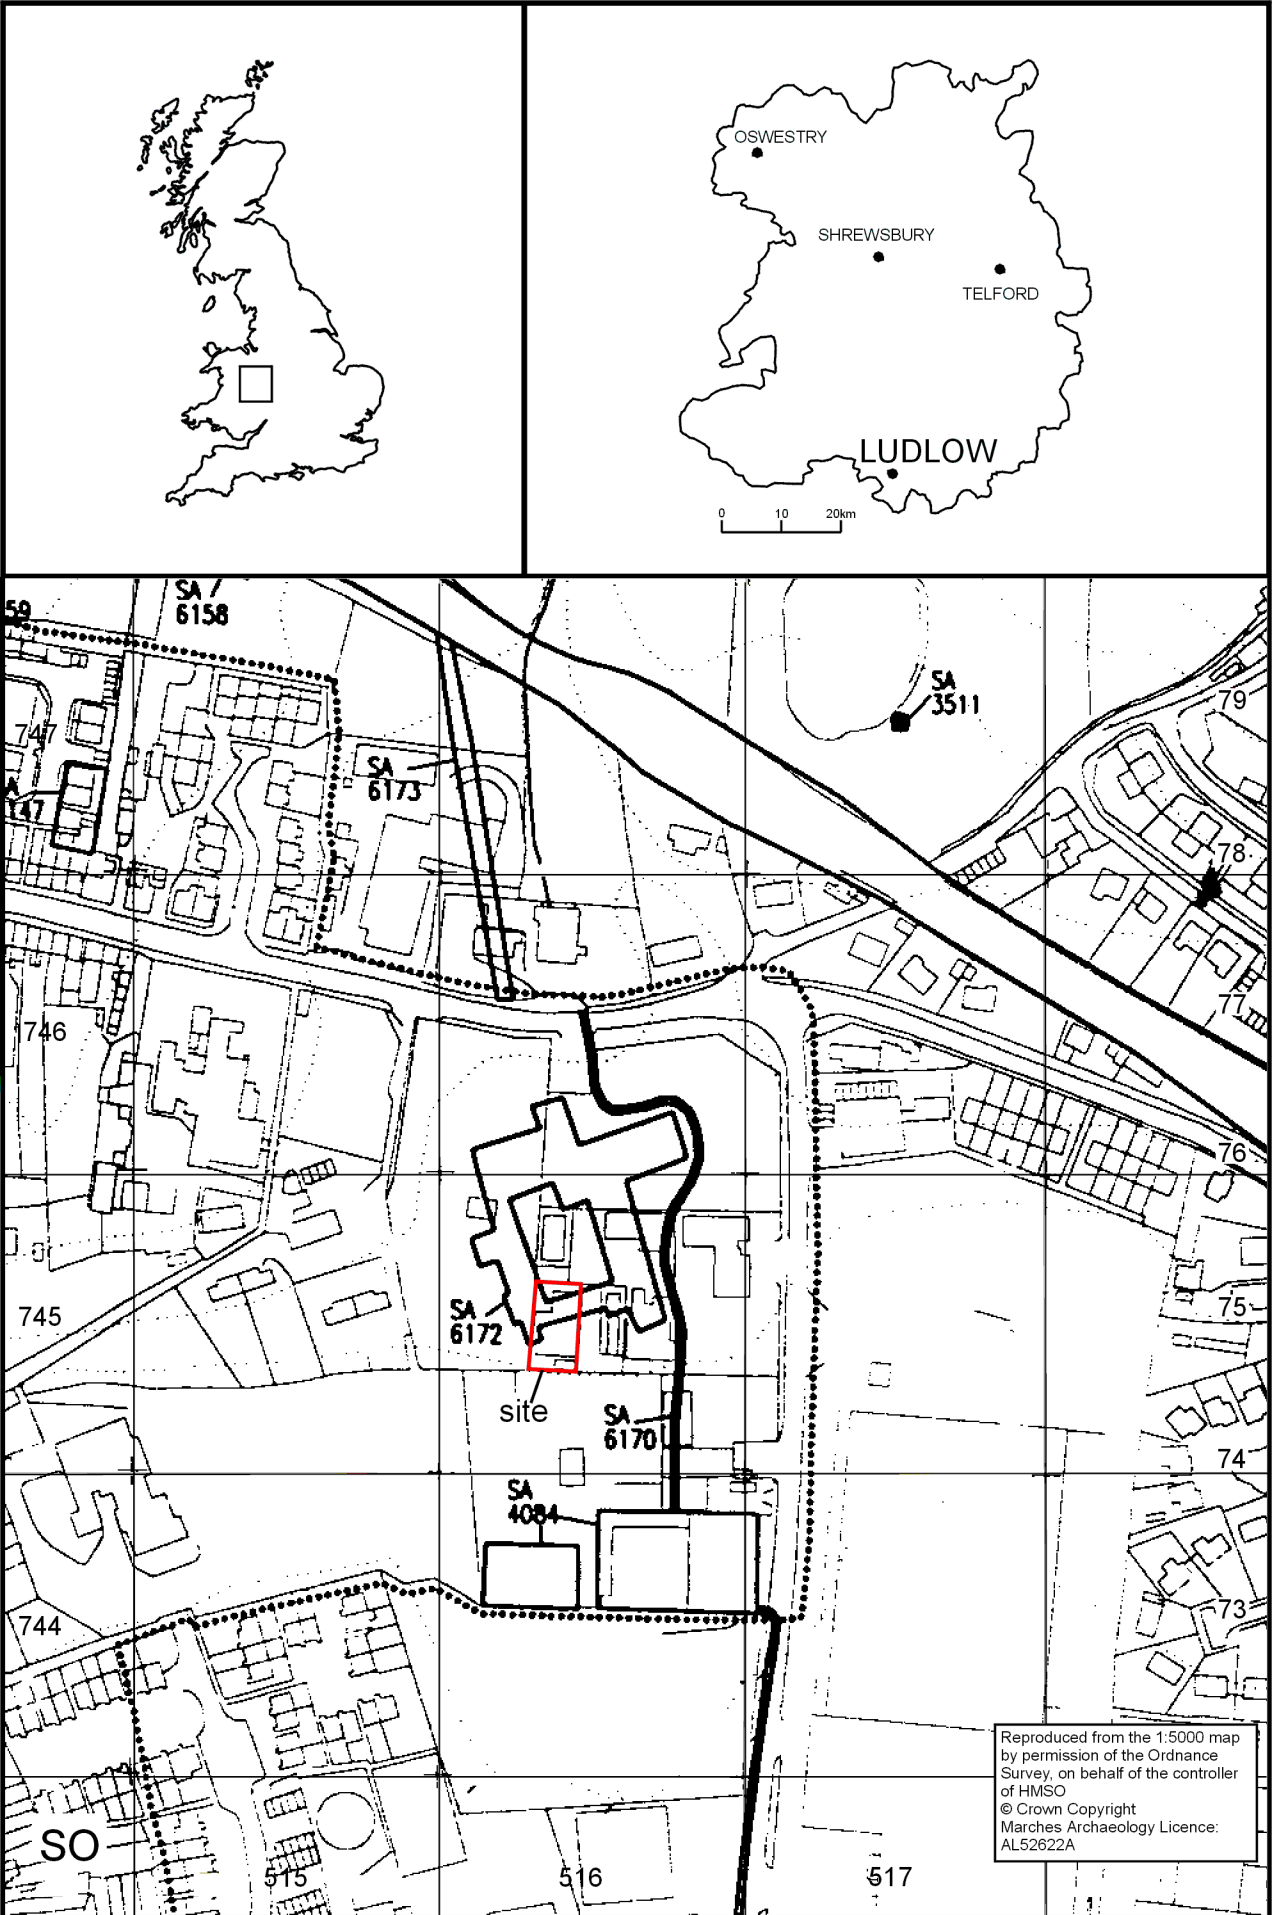 OSWESTRY
SHREWSBURY
TELFORD
LUDLOW
0 10 20km
SA
6158
59
SA
3511
79
747
SA
6173
A
147
78
77
746
76
745
SA
6172
75
site
SA
6170
74
SA
4084
73
744
Reproduced from the 1:5000 map
by permission of the Ordnance
Survey, on behalf of the controller
of HMSO
© Crown Copyright
Marches Archaeology Licence:
AL52622A
SO
515
516
517